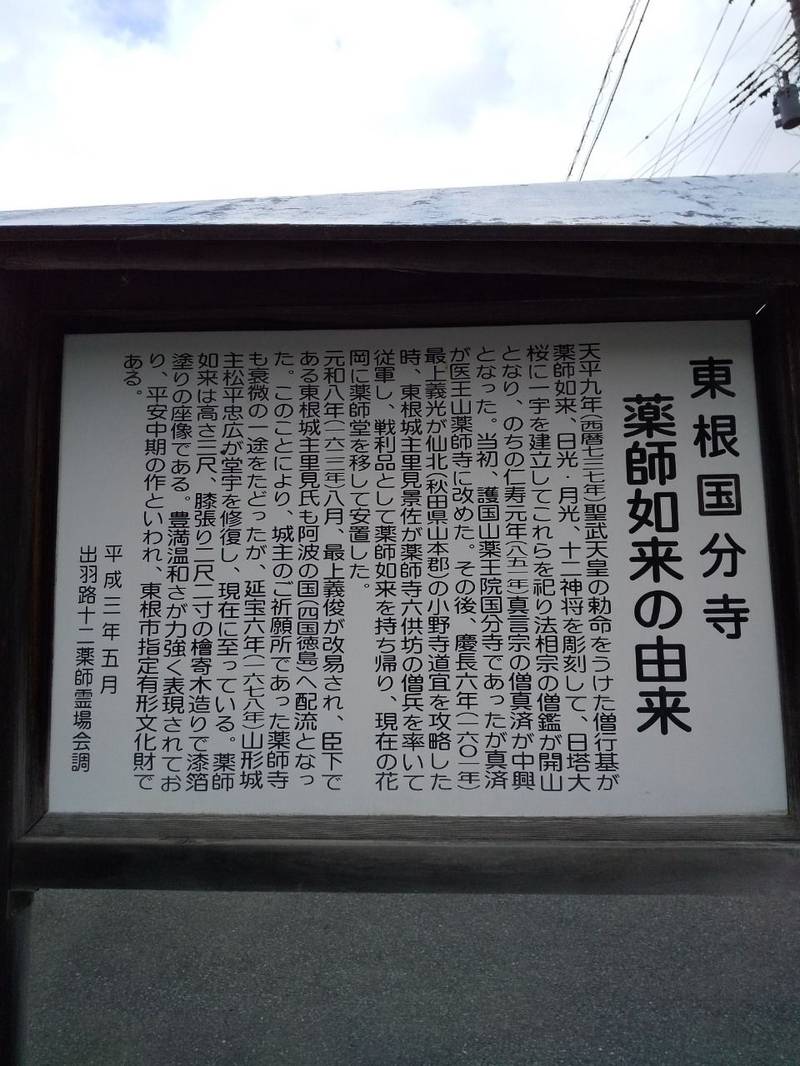 東根国分寺
薬師如来の由来
天平九年(西暦七三七年)聖武天皇の勅命をうけた僧行基が
薬師如来、日光・月光、十二神将を彫刻して、日塔大
桜に一宇を建立してこれらを祀り法相宗の僧鑑が開山
となり、のちの仁寿元年(八五一年)真言宗の僧真済が中興
となった。当初、護国山薬王院国分寺であったが真済
が医王山薬師寺に改めた。その後、慶長六年(一六〇一年)
最上義光が仙北(秋田県山本郡)の小野寺道宜を攻略した
時、東根城主里見景佐が薬師寺六供坊の僧兵を率いて
従軍し、戦利品として薬師如来を持ち帰り、現在の花
岡に薬師堂を移して安置した。
元和八年(一六二二年)八月、最上義俊が改易され、臣下で
ある東根城主里見氏も阿波の国(四国徳島)へ配流となっ
た。このことにより、城主のご祈願所であった薬師寺
も衰微の一途をたどったが、延宝六年(一六七八年)山形城
主松平忠広が堂宇を修復し、現在に至っている。薬師
如来は高さ三尺、膝張り二尺二寸の檜寄木造りで漆箔
塗りの座像である。豊満温和さが力強く表現されてお
り、平安中期の作といわれ、東根市指定有形文化財で
ある。
平成三年五月
出羽路十二薬師霊場会調